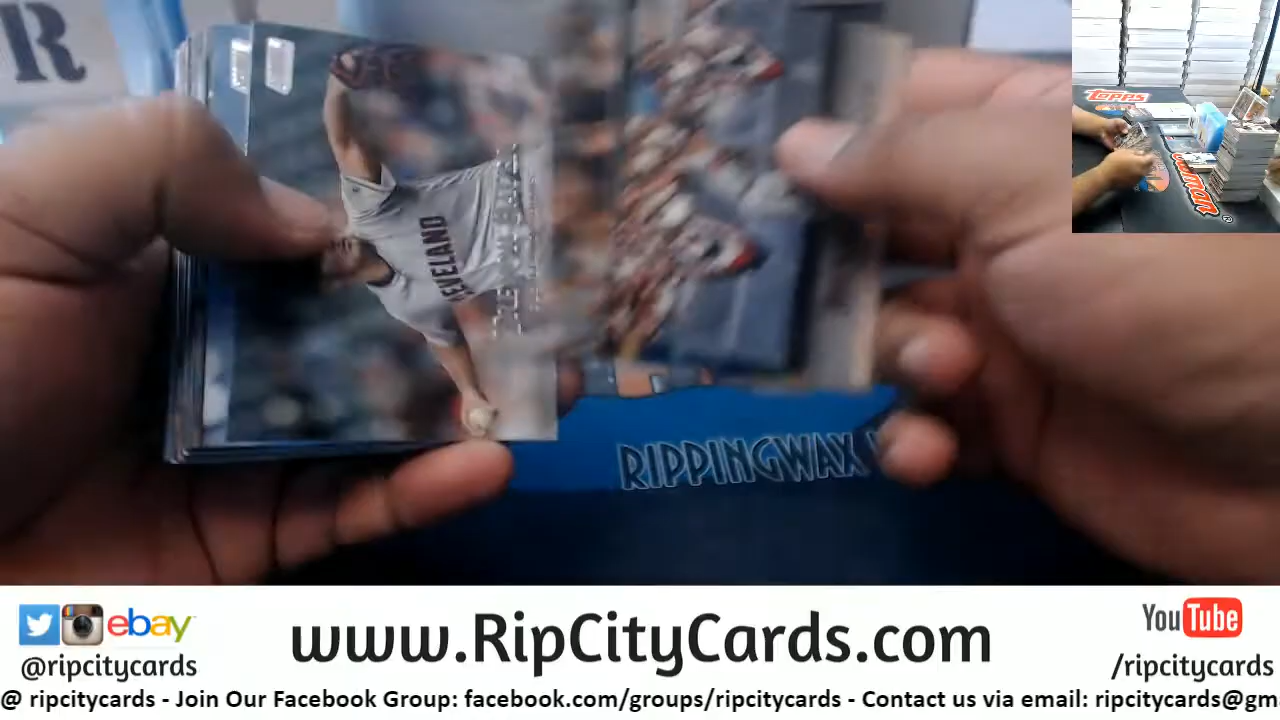 R
topps
CLEVELAND
RIPPINGWAX
ebay
www.RipCityCards.com
YouTube
@ripcitycards
/ripcitycards
@ ripcitycards - Join Our Facebook Group: facebook.com/groups/ripcitycards - Contact us via email: ripcitycards@gm